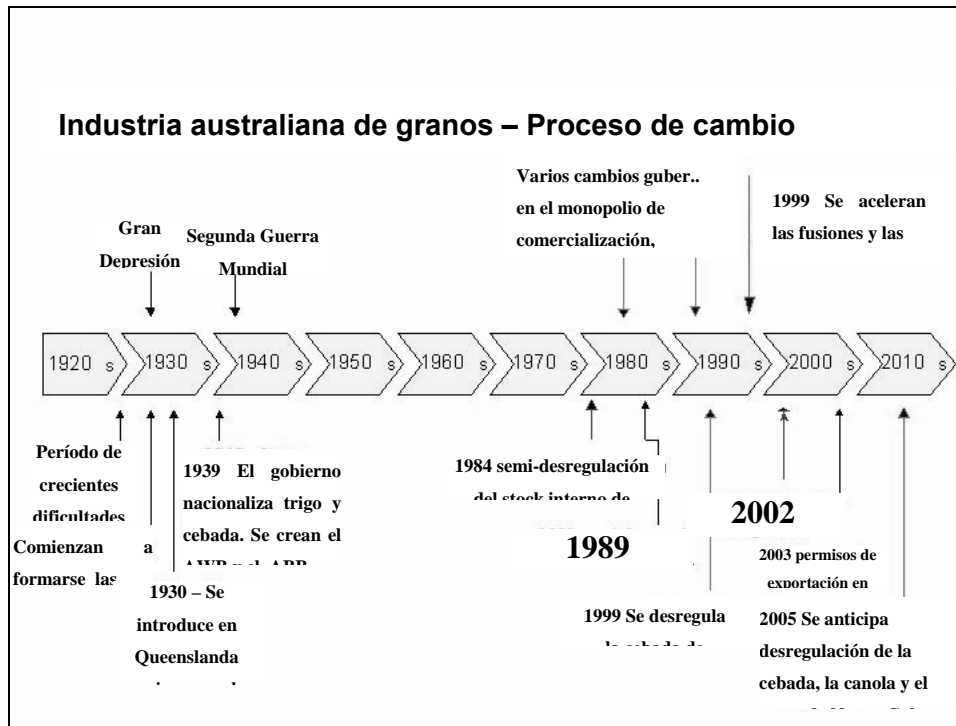 Industria australiana de granos – Proceso de cambio
Varios cambios guber..
en el monopolio de
comercialización,
1999 Se aceleran
las fusiones y las
Gran
Depresión
Segunda Guerra
Mundial
1920 s
1930 s
1940 s
1950 s
1960 s
1970 s
1980 s
1990 s
2000 s
2010 s
Período de
crecientes
dificultades
Comienzan a
formarse las
1939 El gobierno
nacionaliza trigo y
cebada. Se crean el
1930 – Se
introduce en
Queenslanda
1984 semi-desregulación
del stock interno de
1989
2002
2003 permisos de
exportación en
1999 Se desregula
la cebada de
2005 Se anticipa
desregulación de la
cebada, la canola y el